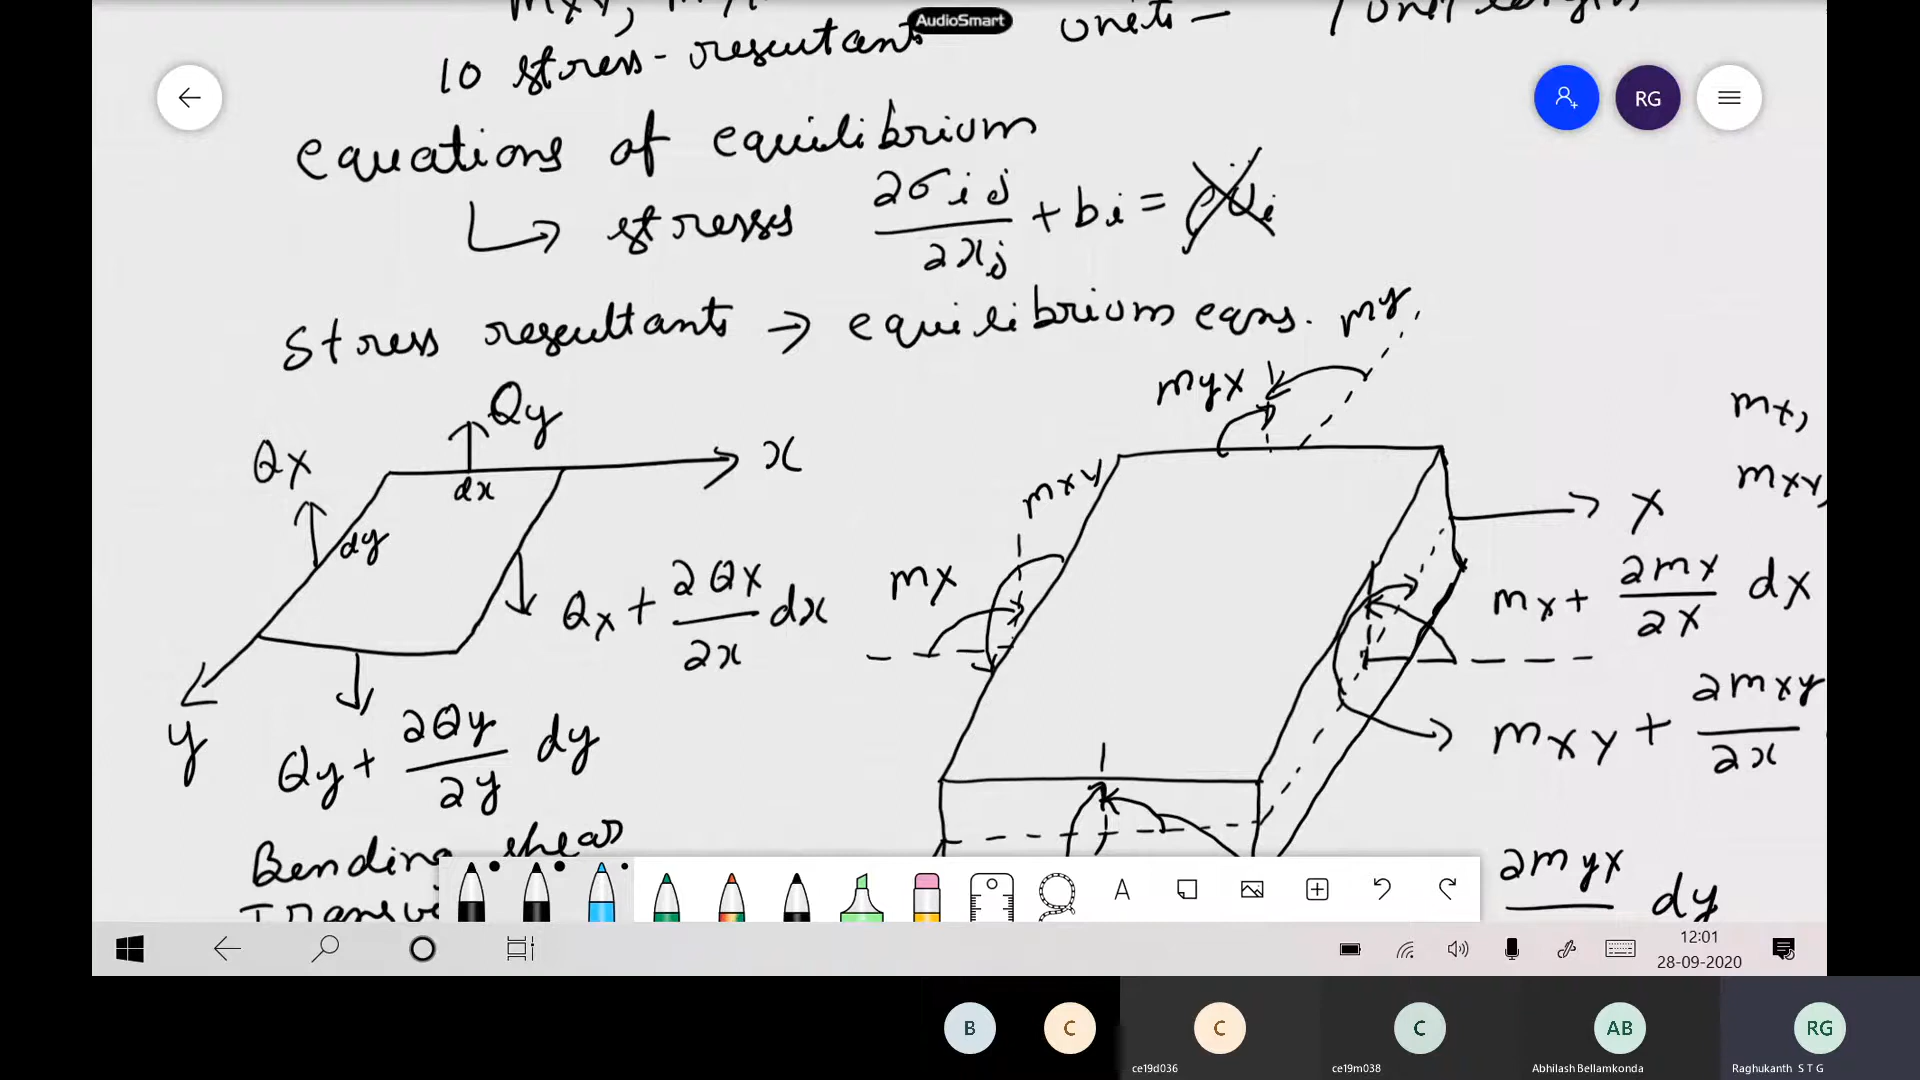 AudioSmart
10 stress-resultants units - / unit length
equations of equilibrium
↳ stresses ∂σij/∂xj + bi = ρüi
RG
Stress resultants → equilibrium eqns.
my
myx
Qy
Qx
x
dx
dy
mxy
mx,
mxy,
X
mx
Qx + ∂Qx/∂x dx
mx + ∂mx/∂x dx
y
Qy + ∂Qy/∂y dy
mxy + ∂mxy/∂x
Bending shear
∂myx/ dy
A
12:01
28-09-2020
B
C
C
C
AB
RG
ce19d036
ce19m038
Abhilash Bellamkonda
Raghukanth S T G